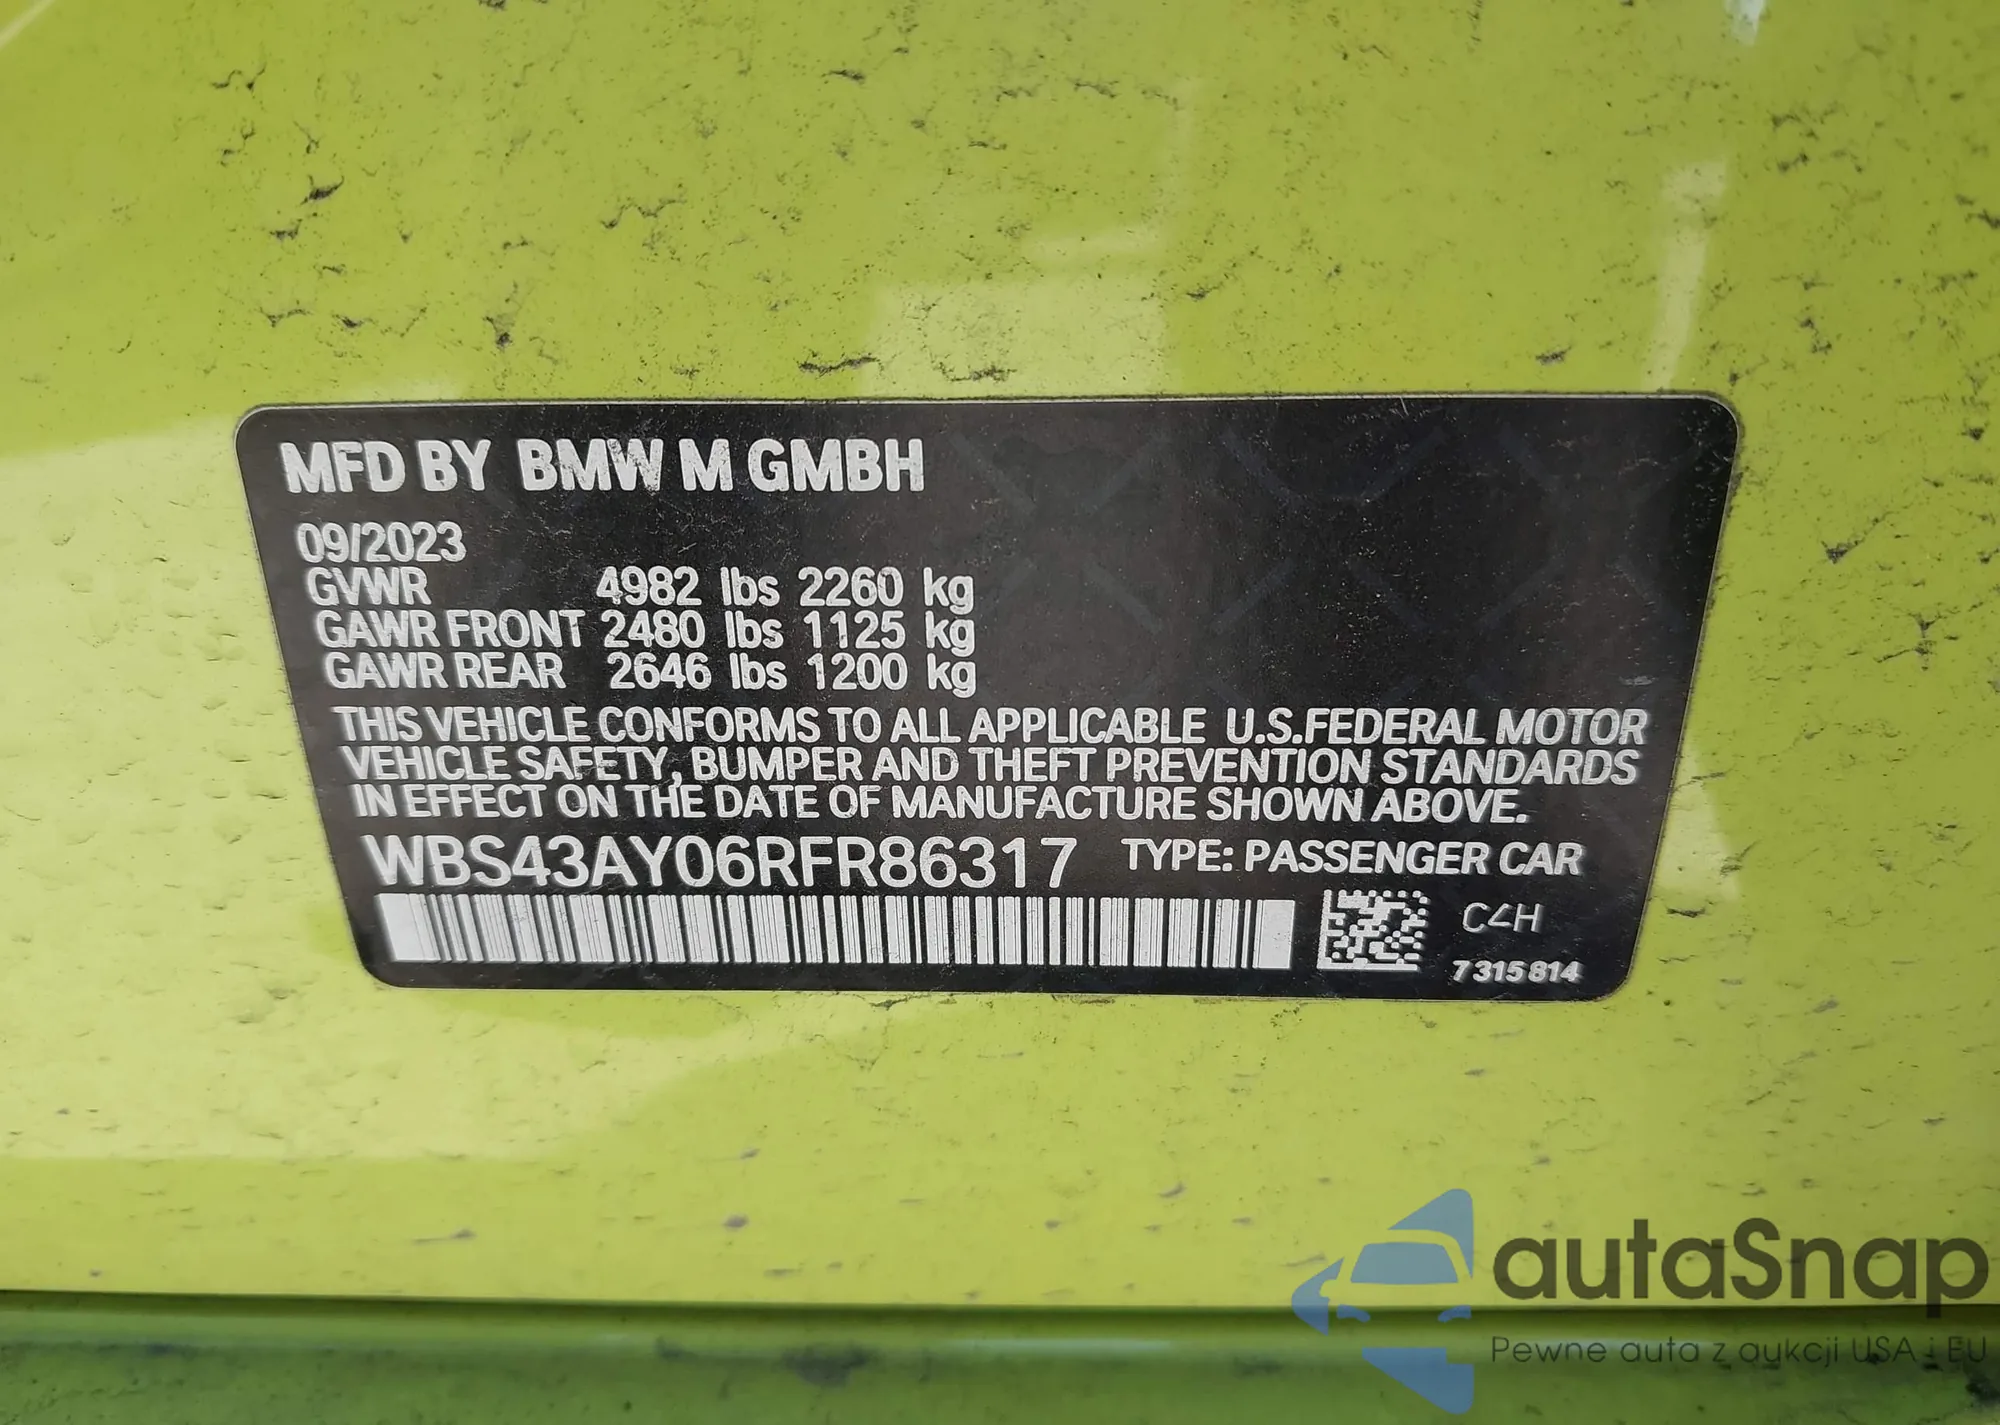 MFD BY BMW M GMBH
09/2023
GVWR 4982 lbs 2260 kg
GAWR FRONT 2480 lbs 1125 kg
GAWR REAR 2646 lbs 1200 kg
THIS VEHICLE CONFORMS TO ALL APPLICABLE U.S.FEDERAL MOTOR
VEHICLE SAFETY, BUMPER AND THEFT PREVENTION STANDARDS
IN EFFECT ON THE DATE OF MANUFACTURE SHOWN ABOVE.
WBS43AY06RFR86317 TYPE: PASSENGER CAR
C4H
7 315 814
autaSnap
Pewne auta z aukcji USA i EU